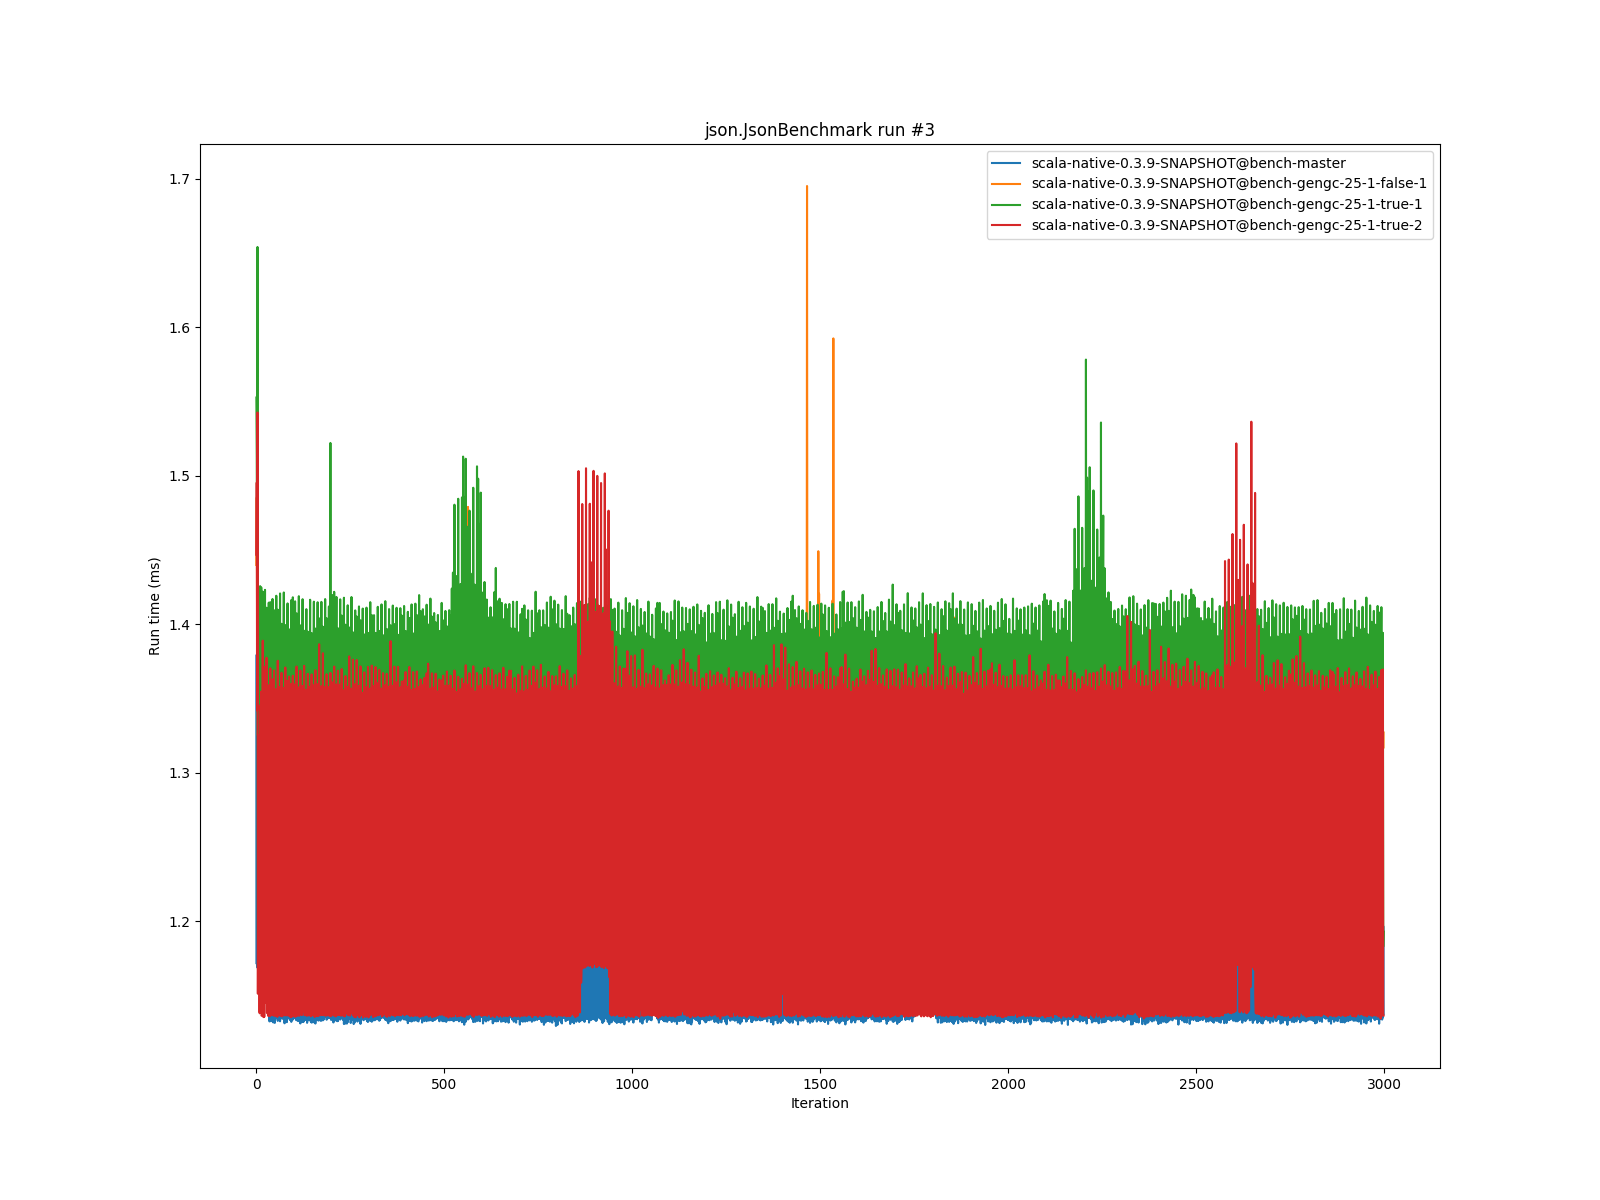 json.JsonBenchmark run #3
scala-native-0.3.9-SNAPSHOT@bench-master
scala-native-0.3.9-SNAPSHOT@bench-gengc-25-1-false-1
scala-native-0.3.9-SNAPSHOT@bench-gengc-25-1-true-1
scala-native-0.3.9-SNAPSHOT@bench-gengc-25-1-true-2
Run time (ms)
1.7
1.6
1.5
1.4
1.3
1.2
0
500
1000
1500
2000
2500
3000
Iteration